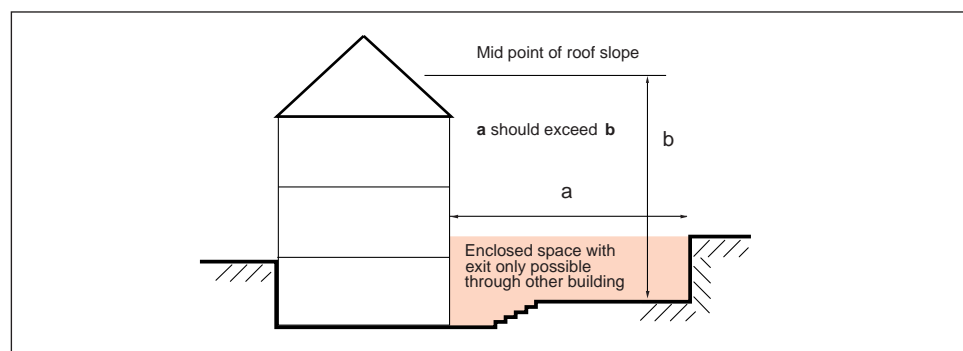 Mid point of roof slope
a should exceed b
b
a
Enclosed space with
exit only possible
through other building